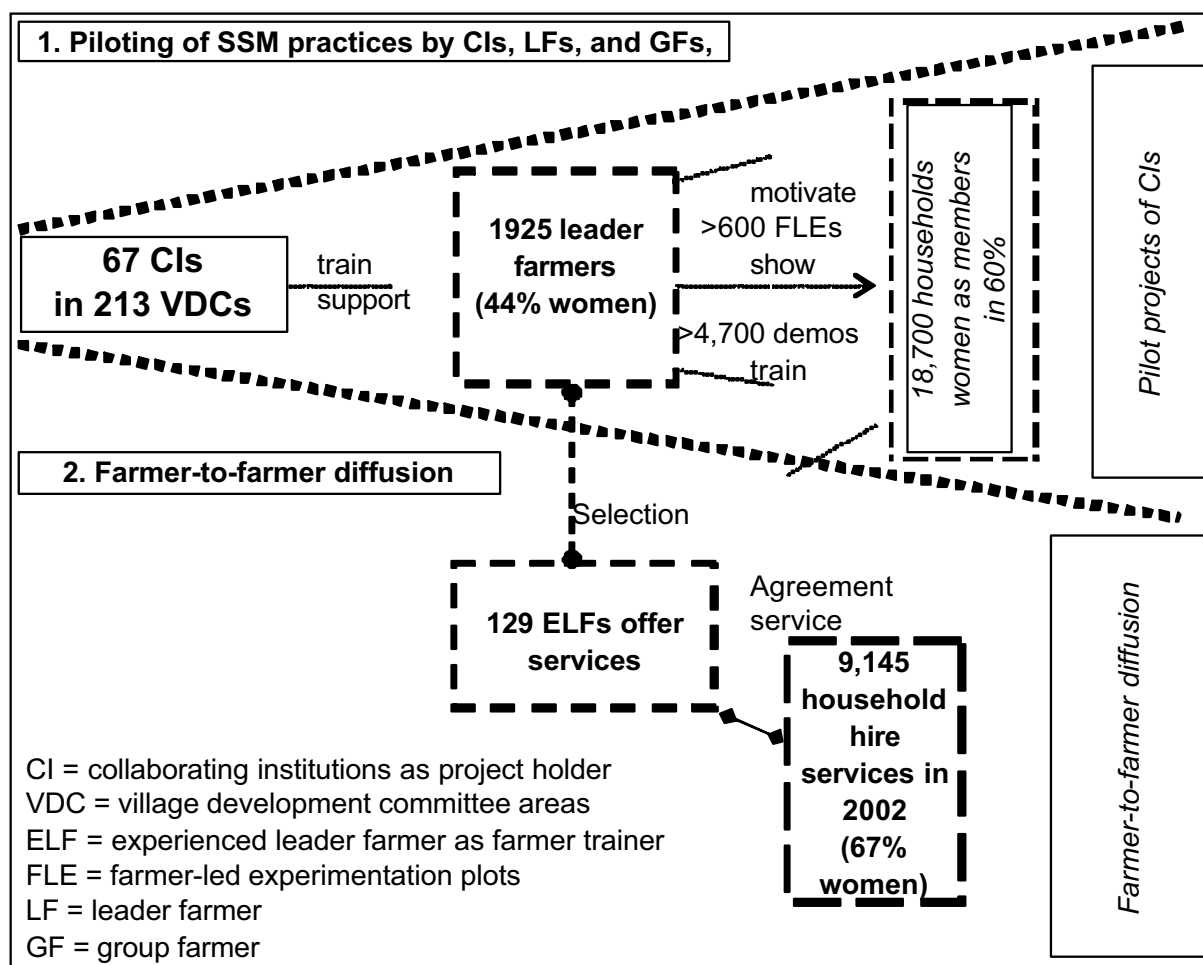 1. Piloting of SSM practices by CIs, LFs, and GFs,
67 CIs
in 213 VDCs
train
support
1925 leader
farmers
(44% women)
motivate
>600 FLEs
show
>4,700 demos
train
18,700 households
women as members
in 60%
Pilot projects of CIs
2. Farmer-to-farmer diffusion
Selection
129 ELFs offer
services
Agreement
service
9,145
household
hire
services in
2002
(67%
women)
Farmer-to-farmer diffusion
CI = collaborating institutions as project holder
VDC = village development committee areas
ELF = experienced leader farmer as farmer trainer
FLE = farmer-led experimentation plots
LF = leader farmer
GF = group farmer